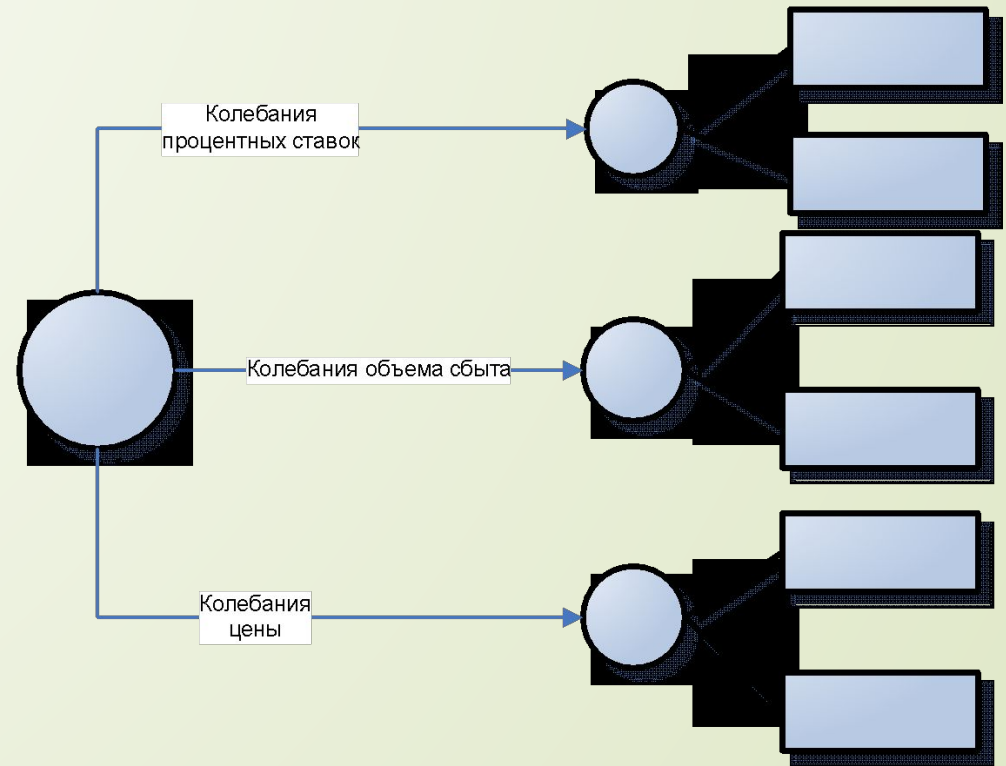 Колебания
процентных ставок
Колебания объема сбыта
Колебания
цены